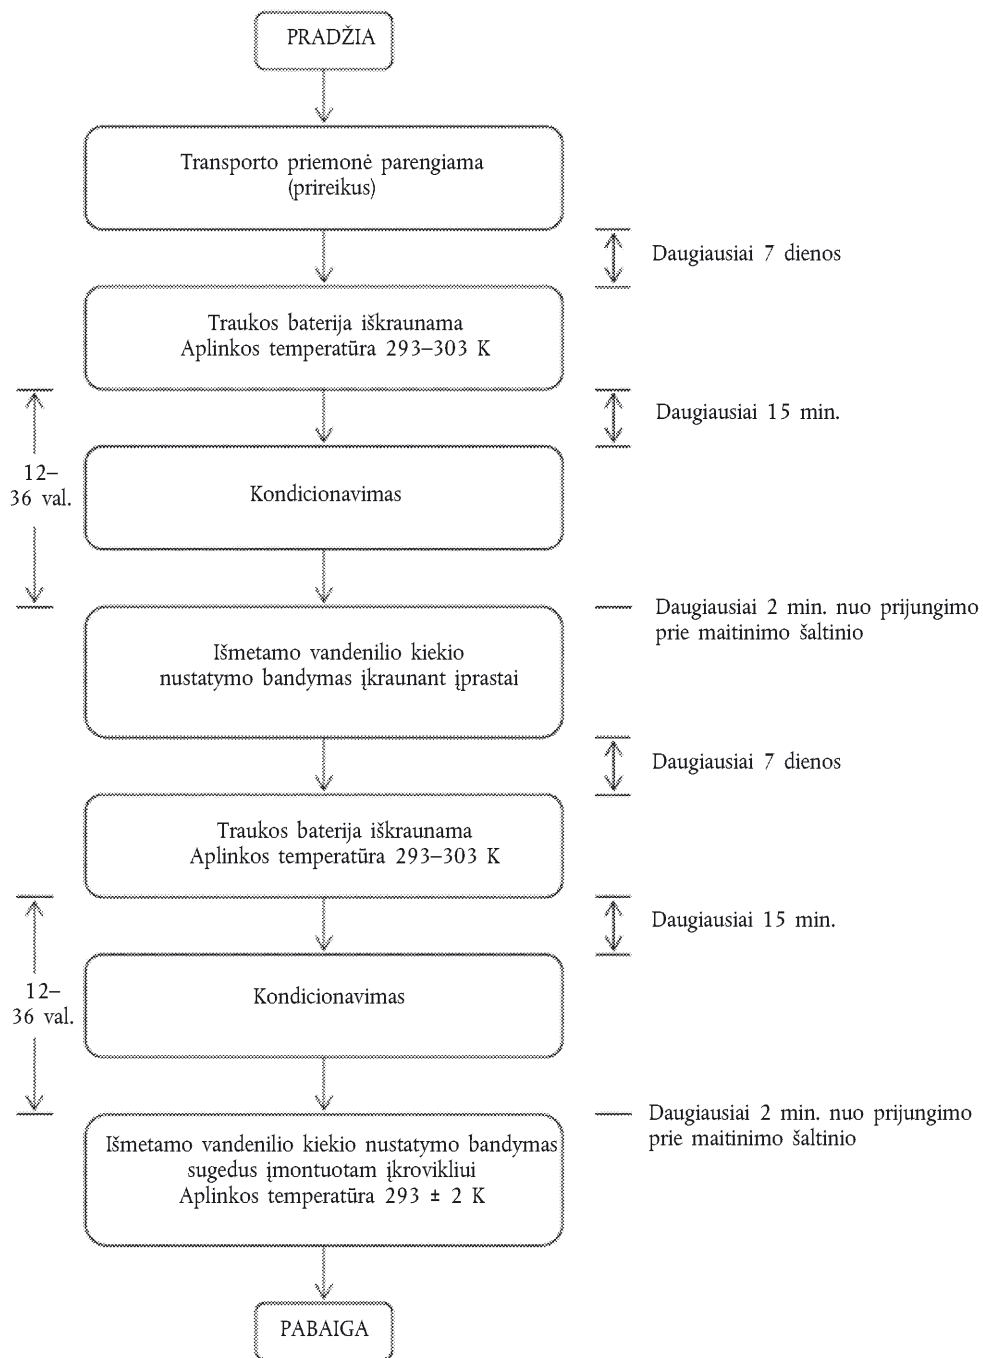 PRADŽIA
Transporto priemonė parengiama
(prireikus)
Daugiausiai 7 dienos
Traukos baterija iškraunama
Aplinkos temperatūra 293–303 K
Daugiausiai 15 min.
12–
36 val.
Kondicionavimas
Daugiausiai 2 min. nuo prijungimo
prie maitinimo šaltinio
Išmetamo vandenilio kiekio
nustatymo bandymas įkraunant įprastai
Daugiausiai 7 dienos
Traukos baterija iškraunama
Aplinkos temperatūra 293–303 K
Daugiausiai 15 min.
12–
36 val.
Kondicionavimas
Daugiausiai 2 min. nuo prijungimo
prie maitinimo šaltinio
Išmetamo vandenilio kiekio nustatymo bandymas
sugedus įmontuotam įkrovikliui
Aplinkos temperatūra 293 ± 2 K
PABAIGA